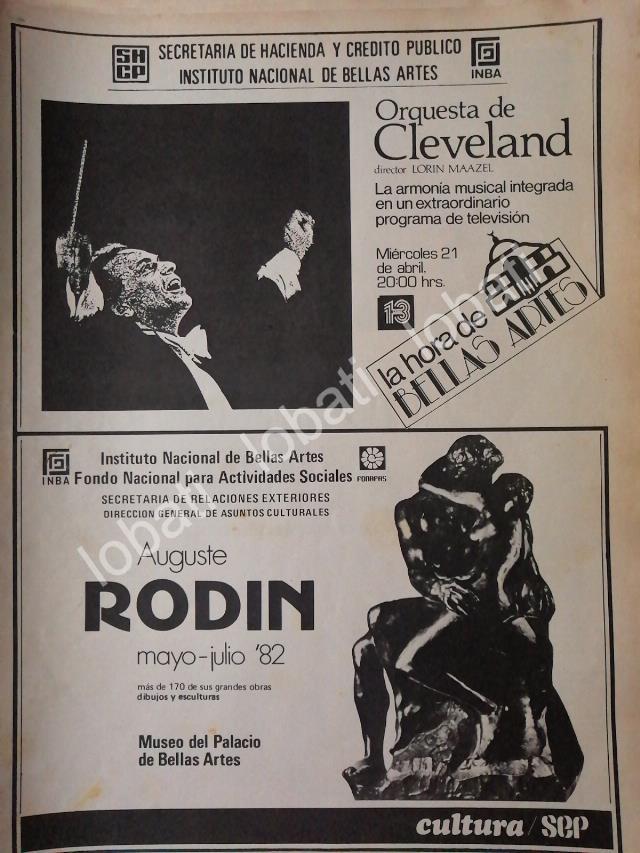 SHCP
SECRETARIA DE HACIENDA Y CREDITO PUBLICO
INSTITUTO NACIONAL DE BELLAS ARTES
INBA
Orquesta de
Cleveland
director LORIN MAAZEL
La armonía musical integrada
en un extraordinario
programa de televisión
Miércoles 21
de abril.
20:00 hrs.
13
la hora de
BELLAS ARTES
lobati lobati lobati lobati
INBA
Instituto Nacional de Bellas Artes
Fondo Nacional para Actividades Sociales
FONAPAS
SECRETARIA DE RELACIONES EXTERIORES
DIRECCION GENERAL DE ASUNTOS CULTURALES
Auguste
RODIN
mayo-julio '82
más de 170 de sus grandes obras
dibujos y esculturas
Museo del Palacio
de Bellas Artes
cultura/SEP